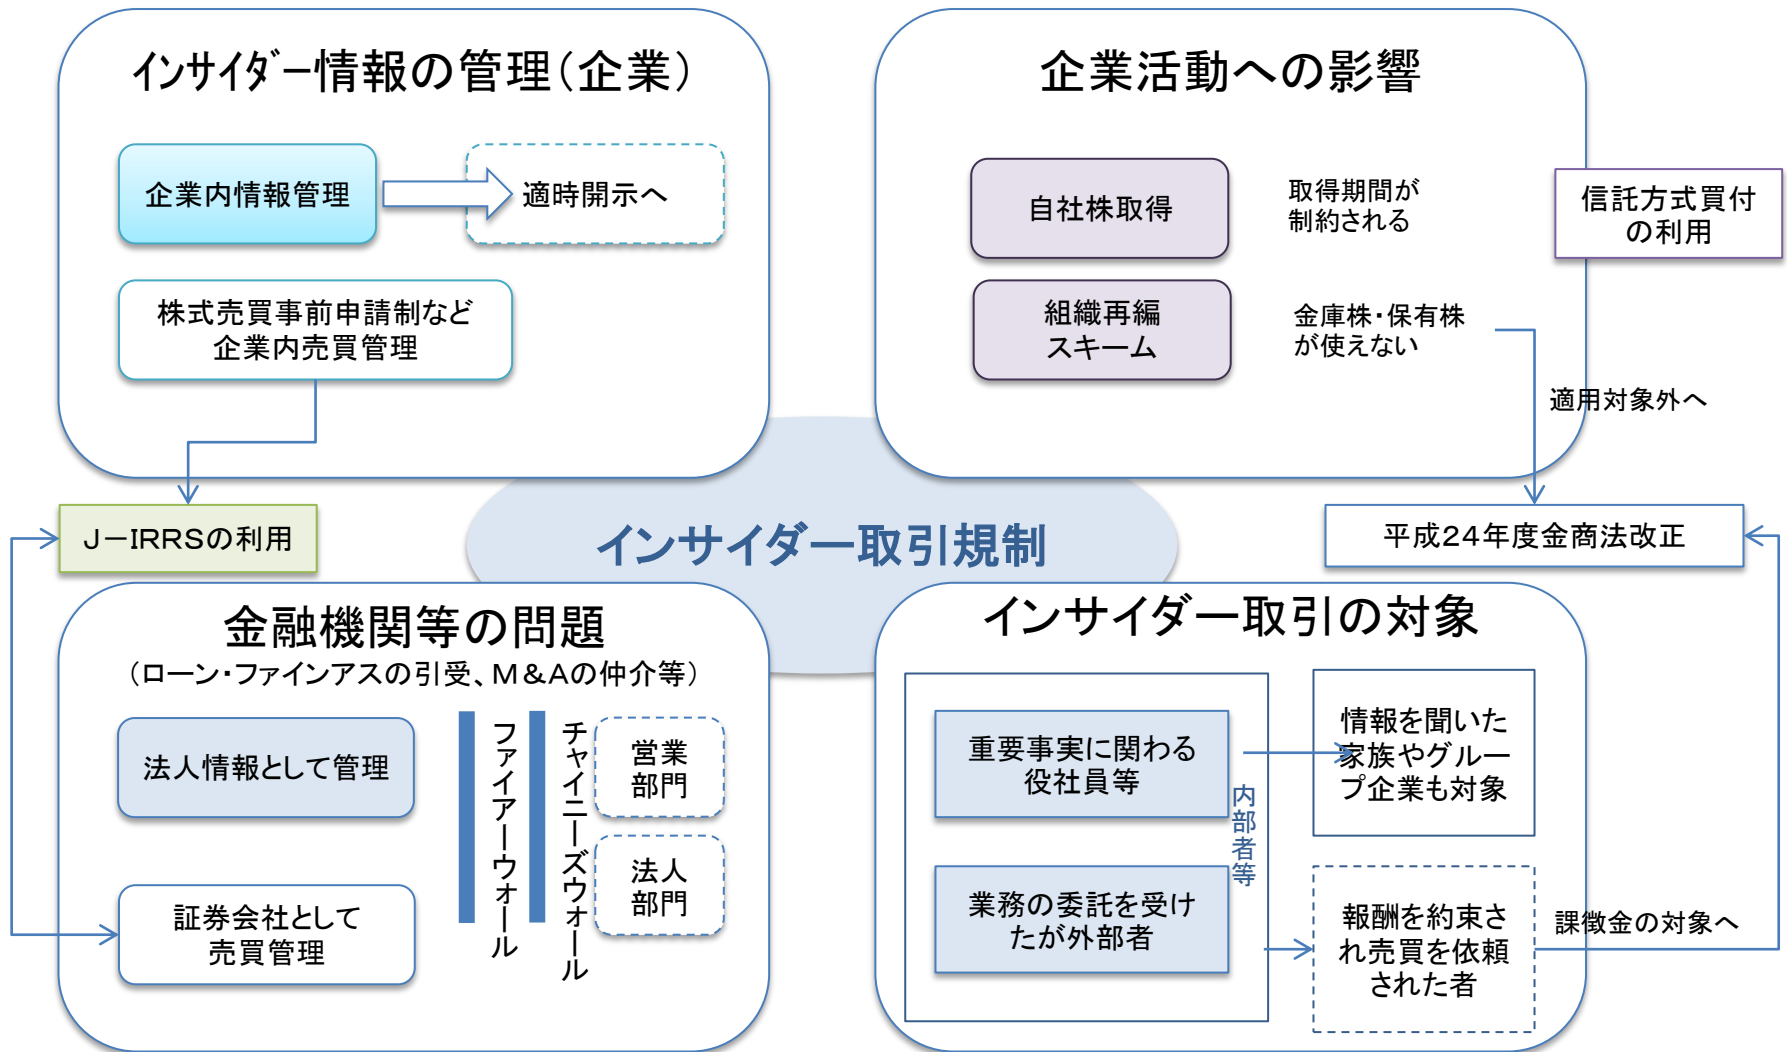 インサイダー情報の管理（企業）
企業内情報管理
適時開示へ
株式売買事前申請制など
企業内売買管理
企業活動への影響
自社株取得
取得期間が
制約される
信託方式買付
の利用
組織再編
スキーム
金庫株・保有株
が使えない
適用対象外へ
J－IRRSの利用
インサイダー取引規制
平成24年度金商法改正
金融機関等の問題
（ローン・ファインアスの引受、M＆Aの仲介等）
法人情報として管理
ファイアーウォール
チャイニーズウォール
営業
部門
法人
部門
証券会社として
売買管理
インサイダー取引の対象
重要事実に関わる
役社員等
内部者等
情報を聞いた
家族やグルー
プ企業も対象
業務の委託を受け
たが外部者
報酬を約束さ
れ売買を依頼
された者
課徴金の対象へ